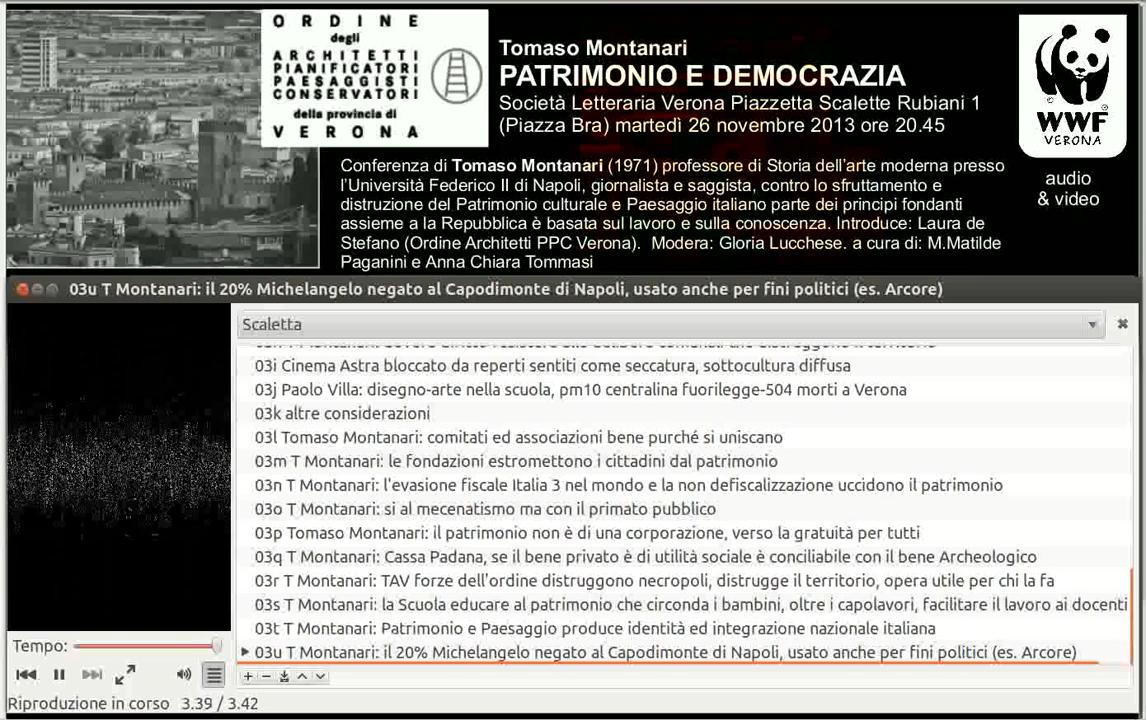 O R D I N E
degli
ARCHITETTI
PIANIFICATORI
PAESAGGISTI
CONSERVATORI
della provincia di
V E R O N A
Tomaso Montanari
PATRIMONIO E DEMOCRAZIA
Società Letteraria Verona Piazzetta Scalette Rubiani 1
(Piazza Bra) martedì 26 novembre 2013 ore 20.45
WWF
VERONA
audio
& video
Conferenza di Tomaso Montanari (1971) professore di Storia dell'arte moderna presso
l'Università Federico II di Napoli, giornalista e saggista, contro lo sfruttamento e
distruzione del Patrimonio culturale e Paesaggio italiano parte dei principi fondanti
assieme a la Repubblica è basata sul lavoro e sulla conoscenza. Introduce: Laura de
Stefano (Ordine Architetti PPC Verona). Modera: Gloria Lucchese. a cura di: M.Matilde
Paganini e Anna Chiara Tommasi
03u T Montanari: il 20% Michelangelo negato al Capodimonte di Napoli, usato anche per fini politici (es. Arcore)
Scaletta
03i Cinema Astra bloccato da reperti sentiti come seccatura, sottocultura diffusa
03j Paolo Villa: disegno-arte nella scuola, pm10 centralina fuorilegge-504 morti a Verona
03k altre considerazioni
03l Tomaso Montanari: comitati ed associazioni bene purché si uniscano
03m T Montanari: le fondazioni estromettono i cittadini dal patrimonio
03n T Montanari: l'evasione fiscale Italia 3 nel mondo e la non defiscalizzazione uccidono il patrimonio
03o T Montanari: si al mecenatismo ma con il primato pubblico
03p Tomaso Montanari: il patrimonio non è di una corporazione, verso la gratuità per tutti
03q T Montanari: Cassa Padana, se il bene privato è di utilità sociale è conciliabile con il bene Archeologico
03r T Montanari: TAV forze dell'ordine distruggono necropoli, distrugge il territorio, opera utile per chi la fa
03s T Montanari: la Scuola educare al patrimonio che circonda i bambini, oltre i capolavori, facilitare il lavoro ai docenti
03t T Montanari: Patrimonio e Paesaggio produce identità ed integrazione nazionale italiana
03u T Montanari: il 20% Michelangelo negato al Capodimonte di Napoli, usato anche per fini politici (es. Arcore)
Tempo:
Riproduzione in corso 3.39 / 3.42